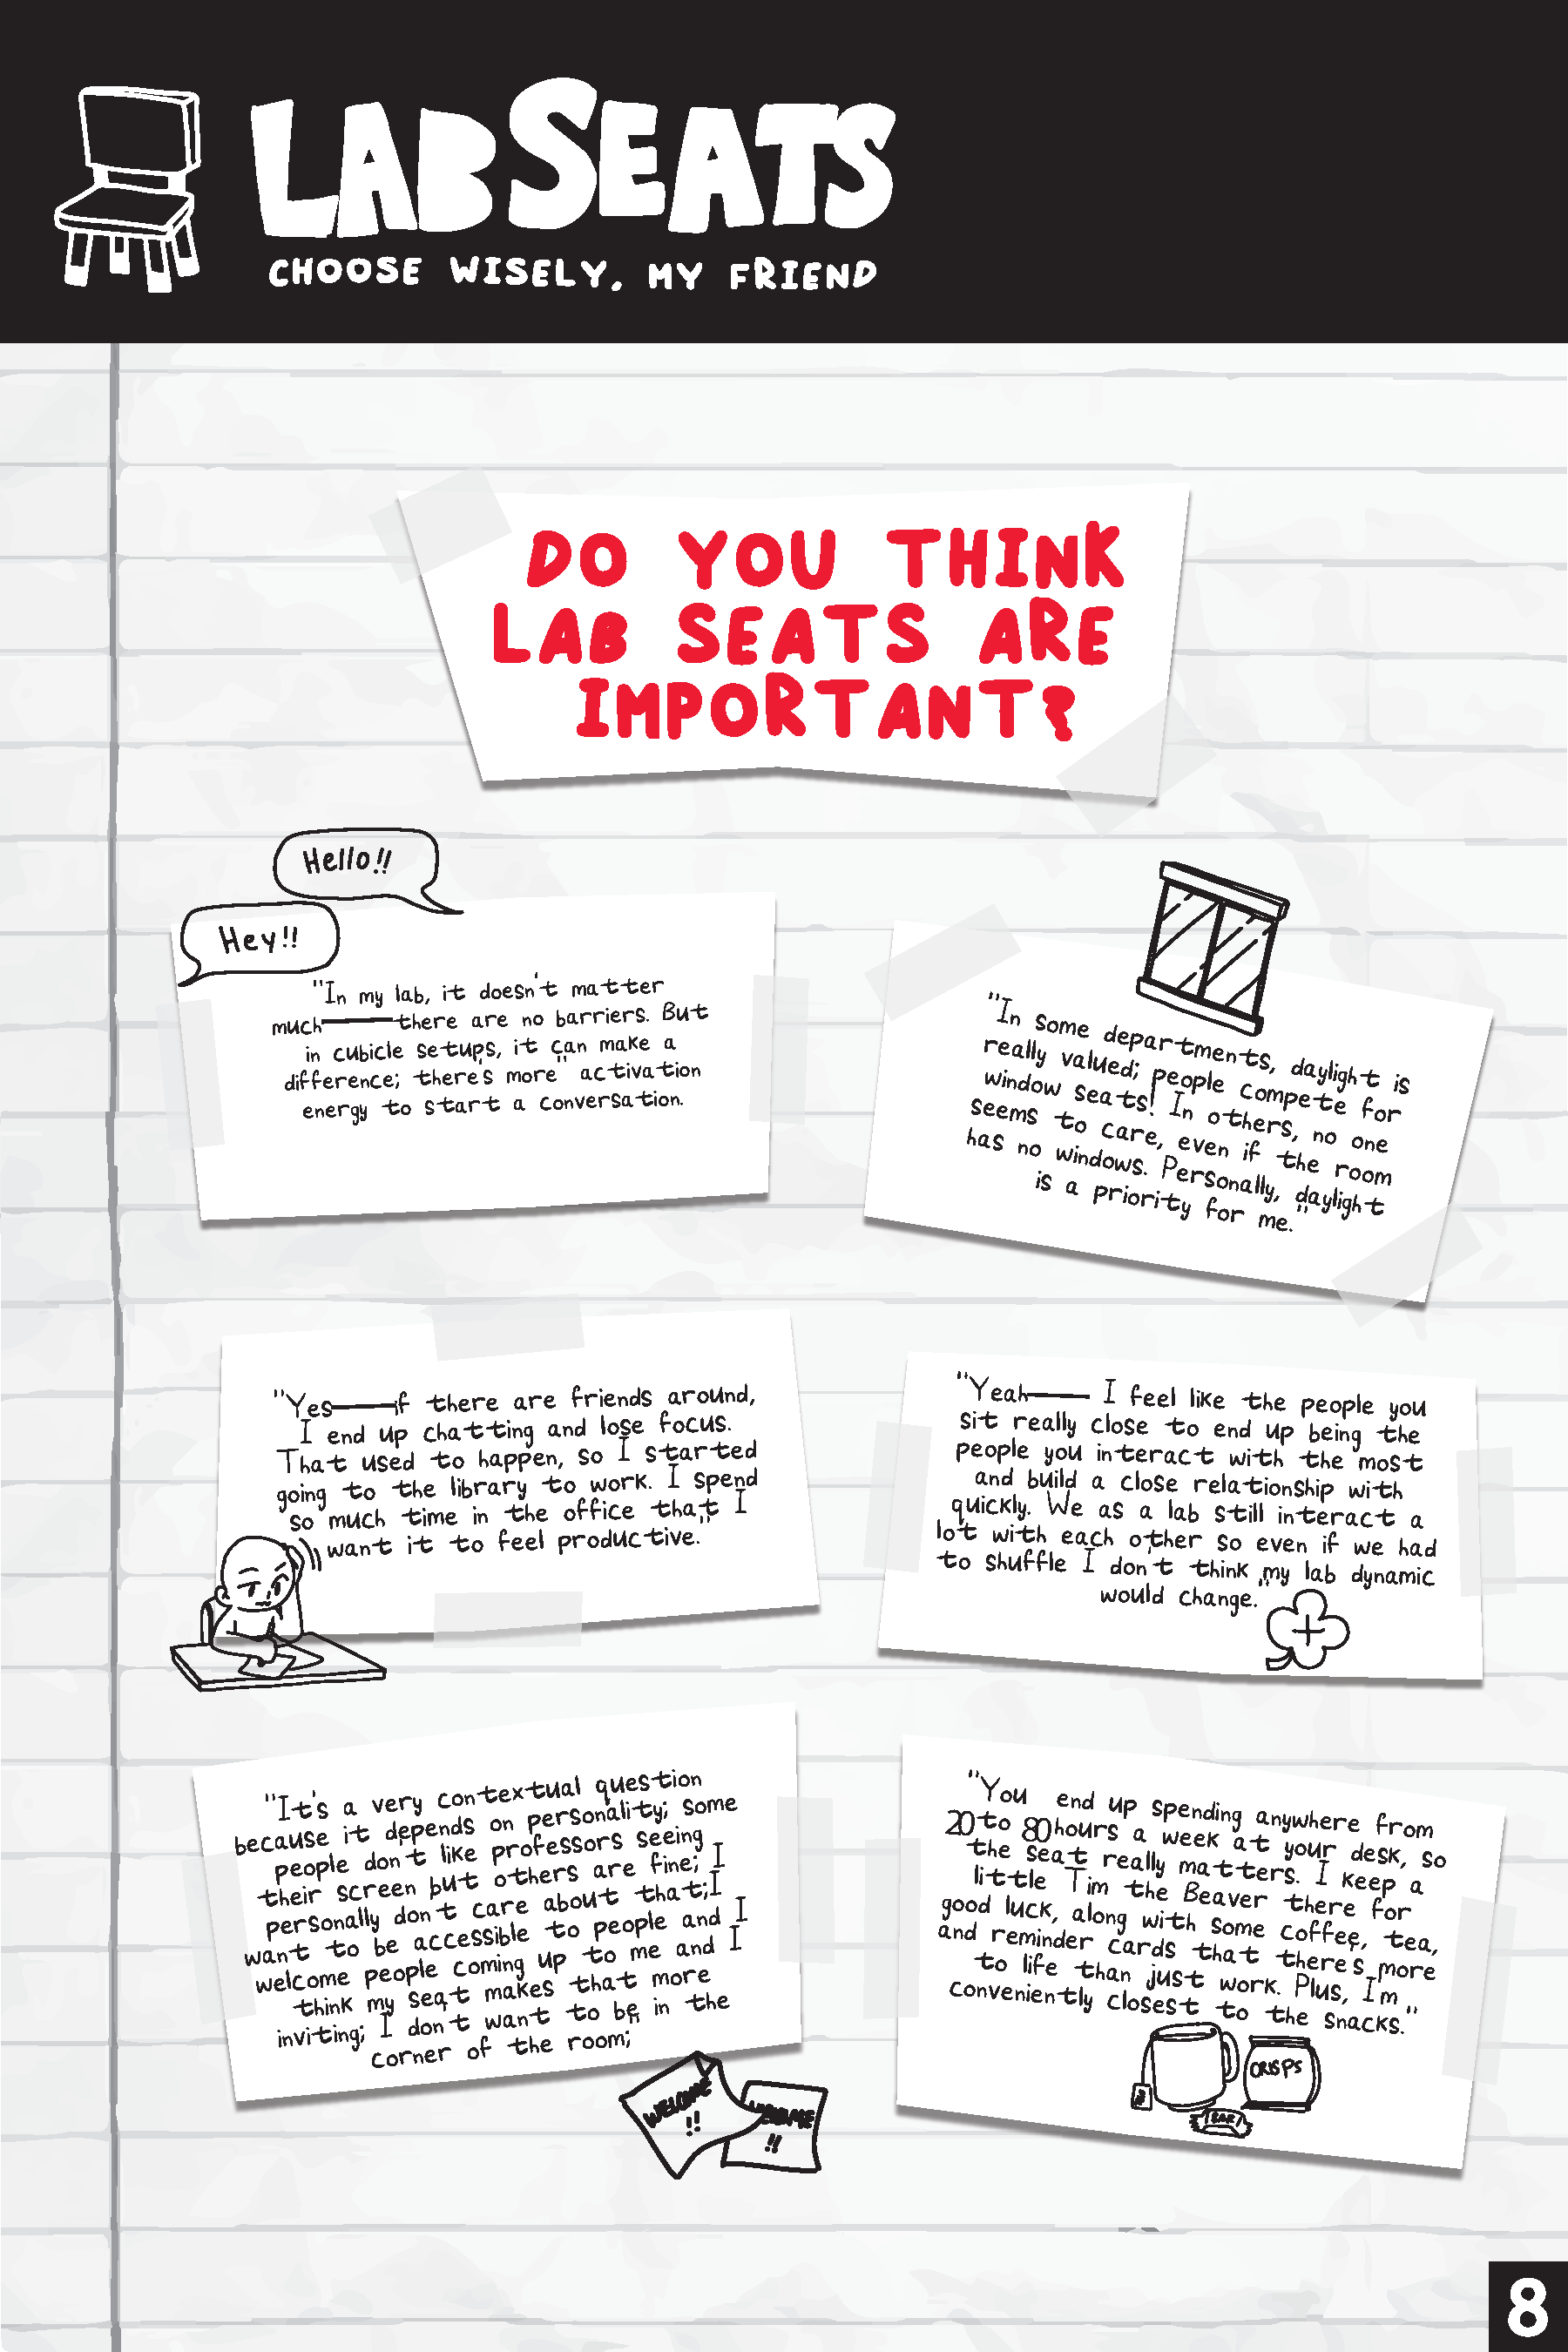 LAB SEATS
CHOOSE WISELY, MY FRIEND
DO YOU THINK
LAB SEATS ARE
IMPORTANT?
Hello!!
Hey!!
"In my lab, it doesn't matter
much——there are no barriers. But
in cubicle setups, it can make a
difference; there's more activation
energy to start a conversation."
"In some departments, daylight is
really valued; people compete for
window seats! In others, no one
seems to care, even if the room
has no windows. Personally, daylight
is a priority for me."
"Yes——if there are friends around,
I end up chatting and lose focus.
That used to happen, so I started
going to the library to work. I spend
so much time in the office that I
want it to feel productive."
"Yeah—— I feel like the people you
sit really close to end up being the
people you interact with the most
and build a close relationship with
quickly. We as a lab still interact a
lot with each other so even if we had
to shuffle I don't think my lab dynamic
would change."
"It's a very contextual question
because it depends on personality; some
people don't like professors seeing
their screen but others are fine; I
personally don't care about that; I
want to be accessible to people and I
welcome people coming up to me and I
think my seat makes that more
inviting; I don't want to be in the
corner of the room;"
WELCOME
!!
WELCOME
!!
"You end up spending anywhere from
20 to 80 hours a week at your desk, so
the seat really matters. I keep a
little Tim the Beaver there for
good luck, along with some coffee, tea,
and reminder cards that there's more
to life than just work. Plus, I'm
conveniently closest to the snacks."
CRISPS
BAR
8